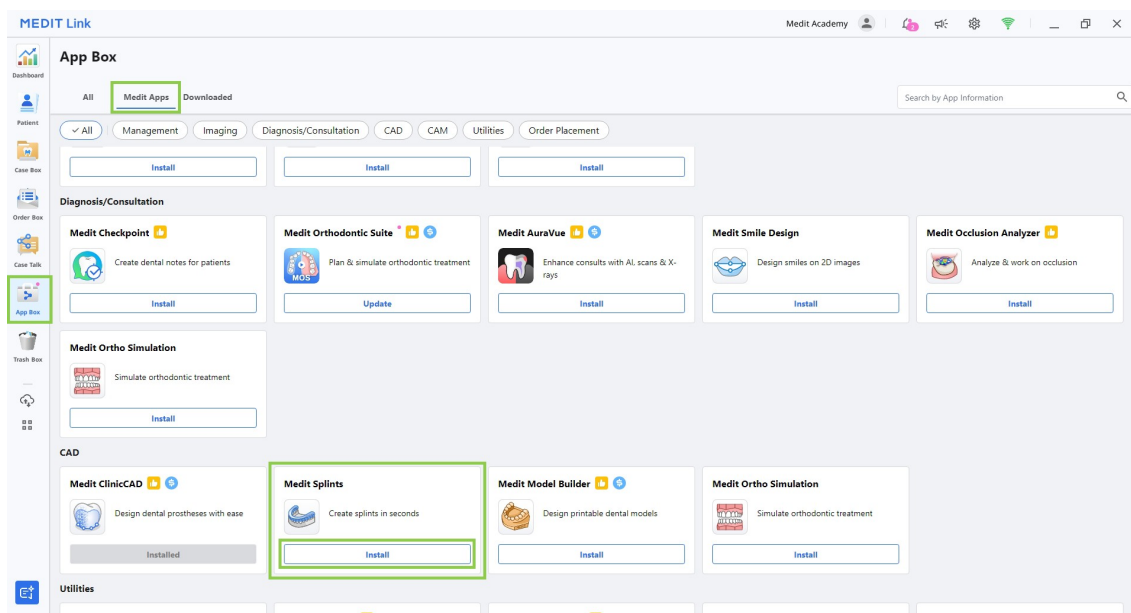 MEDIT Link
Medit Academy
3
Dashboard
Patient
Case Box
Order Box
Case Talk
App Box
Trash Box
App Box
All Medit Apps Downloaded
Search by App Information
All Management Imaging Diagnosis/Consultation CAD CAM Utilities Order Placement
Install Install Install
Diagnosis/Consultation
Medit Checkpoint
Create dental notes for patients
Install
Medit Orthodontic Suite
MOS
Plan & simulate orthodontic treatment
Update
Medit AuraVue
Enhance consults with AI, scans & X-
rays
Install
Medit Smile Design
Design smiles on 2D images
Install
Medit Occlusion Analyzer
Analyze & work on occlusion
Install
Medit Ortho Simulation
Simulate orthodontic treatment
Install
CAD
Medit ClinicCAD
Design dental prostheses with ease
Installed
Medit Splints
Create splints in seconds
Install
Medit Model Builder
Design printable dental models
Install
Medit Ortho Simulation
Simulate orthodontic treatment
Install
Utilities